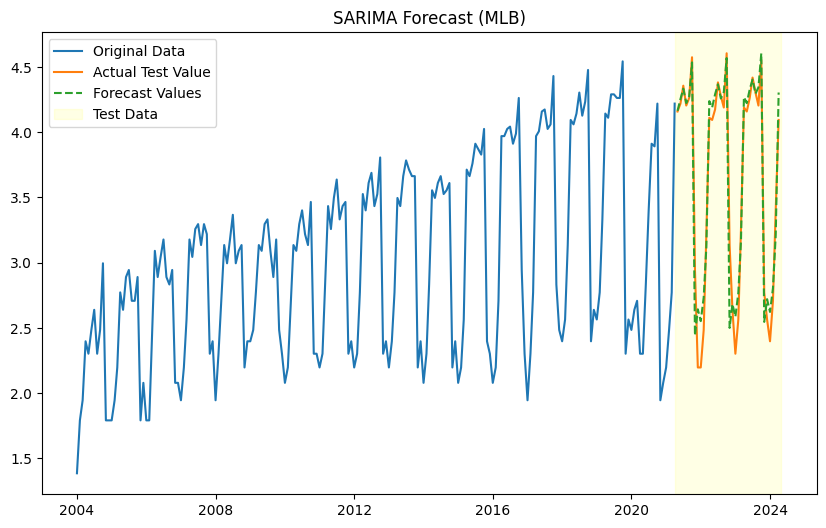 SARIMA Forecast (MLB)
Original Data
Actual Test Value
Forecast Values
Test Data
4.5
4.0
3.5
3.0
2.5
2.0
1.5
2004
2008
2012
2016
2020
2024